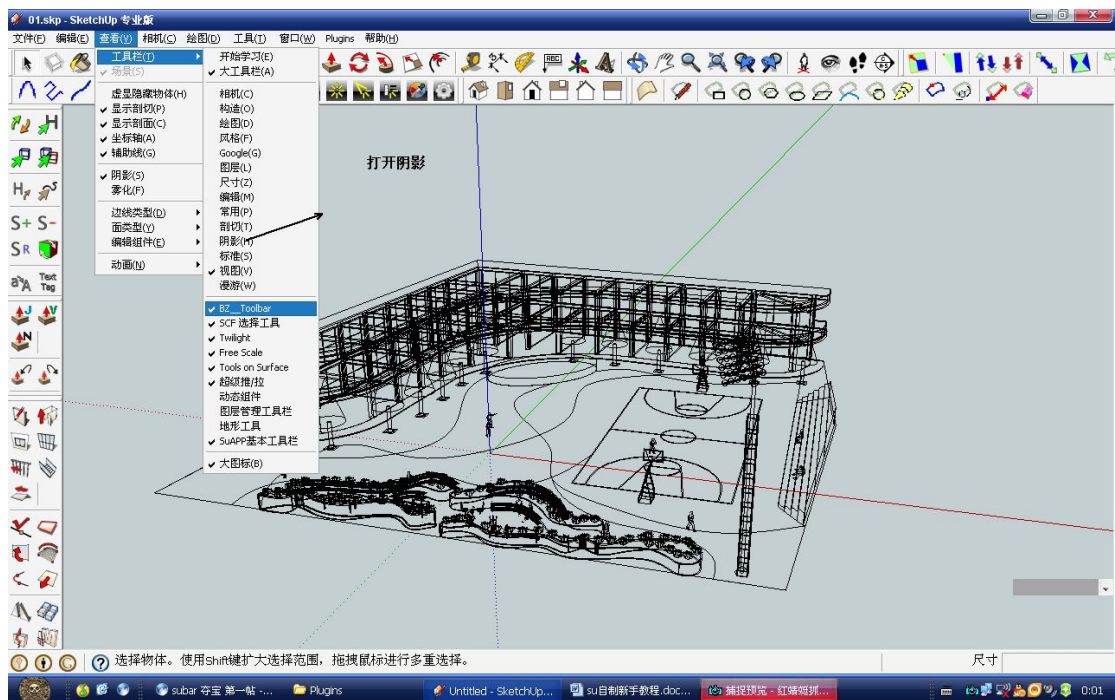 01.skp - SketchUp 专业版
文件(F) 编辑(E) 查看(V) 相机(C) 绘图(D) 工具(T) 窗口(W) Plugins 帮助(H)
工具栏(T)
✓ 场景(S)
虚显隐藏物体(H)
✓ 显示剖切(P)
✓ 显示剖面(C)
✓ 坐标轴(A)
✓ 辅助线(G)
✓ 阴影(S)
雾化(F)
边线类型(D)
面类型(Y)
编辑组件(E)
动画(N)
开始学习(E)
✓ 大工具栏(A)
相机(C)
构造(O)
绘图(D)
风格(F)
Google(G)
图层(L)
尺寸(Z)
编辑(M)
常用(P)
剖切(T)
阴影(H)
标准(S)
✓ 视图(V)
漫游(W)
✓ BZ__Toolbar
✓ SCF 选择工具
✓ Twilight
✓ Free Scale
✓ Tools on Surface
✓ 超级推/拉
动态组件
图层管理工具栏
地形工具
✓ SuAPP基本工具栏
✓ 大图标(B)
打开阴影
ABC
H
S+ S-
SR
Text Tag
J
V
N
选择物体。使用Shift键扩大选择范围，拖拽鼠标进行多重选择。
尺寸
subar 夺宝 第一帖 -...
Plugins
Untitled - SketchUp...
su自制新手教程.doc...
捕捉预览 - 红蜻蜓抓...
0:01